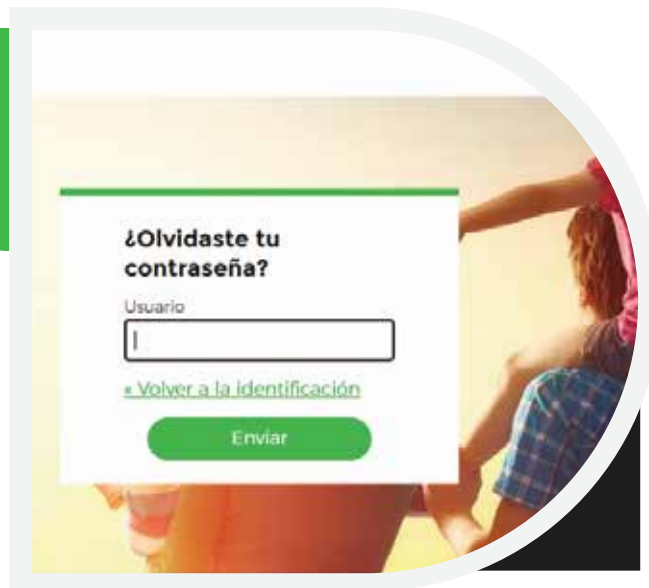 ¿Olvidaste tu
contraseña?
Usuario
« Volver a la identificación
Enviar